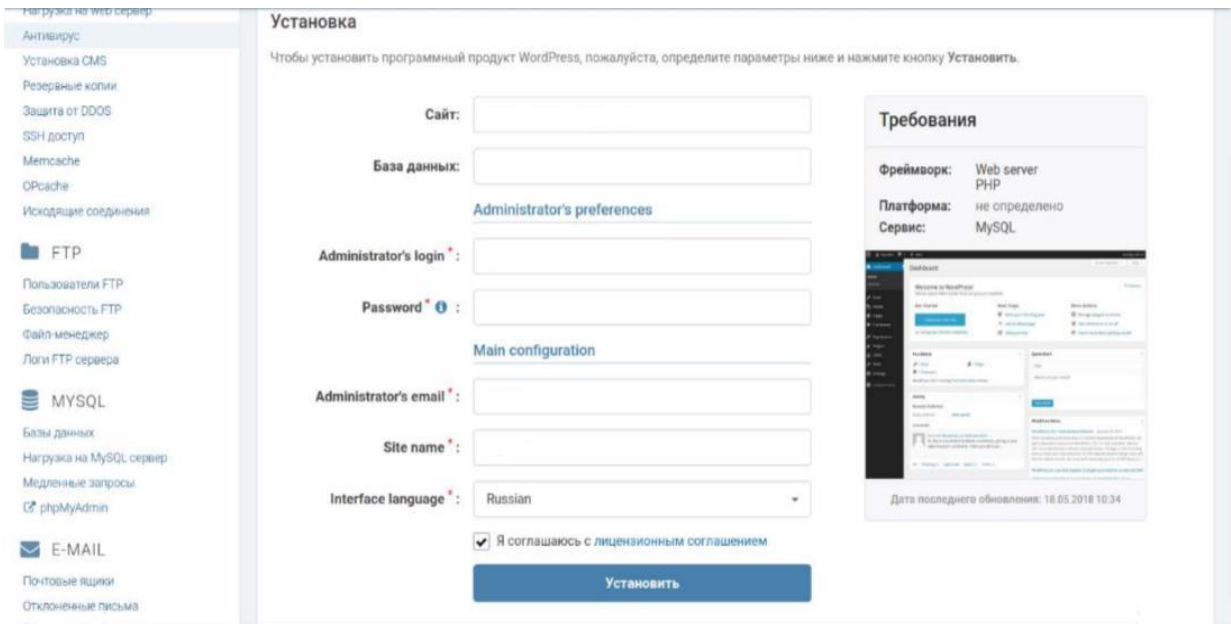 Нагрузка на web сервер
Антивирус
Установка CMS
Резервные копии
Защита от DDOS
SSH доступ
Memcache
OPcache
Исходящие соединения
FTP
Пользователи FTP
Безопасность FTP
Файл-менеджер
Логи FTP сервера
MYSQL
Базы данных
Нагрузка на MySQL сервер
Медленные запросы
phpMyAdmin
E-MAIL
Почтовые ящики
Отклоненные письма
Установка
Чтобы установить программный продукт WordPress, пожалуйста, определите параметры ниже и нажмите кнопку Установить.
Сайт:
База данных:
Administrator's preferences
Administrator's login * :
Password * :
Main configuration
Administrator's email * :
Site name * :
Interface language * : Russian
Я соглашаюсь с лицензионным соглашением
Установить
Требования
Фреймворк: Web server
PHP
Платформа: не определено
Сервис: MySQL
Dashboard
Welcome to WordPress!
Дата последнего обновления: 18.05.2018 10:34